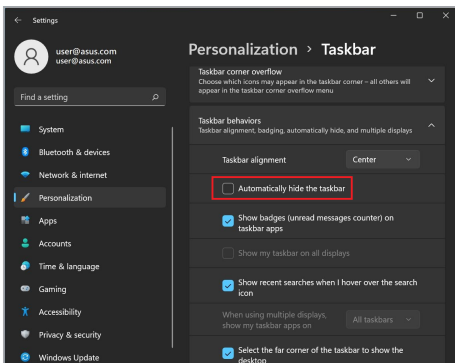 Settings
user@asus.com
user@asus.com
Find a setting
System
Bluetooth & devices
Network & internet
Personalization
Apps
Accounts
Time & language
Gaming
Accessibility
Privacy & security
Windows Update
Personalization > Taskbar
Taskbar corner overflow
Choose which icons may appear in the taskbar corner – all others will
appear in the taskbar corner overflow menu
Taskbar behaviors
Taskbar alignment, badging, automatically hide, and multiple displays
Taskbar alignment
Center
Automatically hide the taskbar
Show badges (unread messages counter) on
taskbar apps
Show my taskbar on all displays
Show recent searches when I hover over the search
icon
When using multiple displays,
show my taskbar apps on
All taskbars
Select the far corner of the taskbar to show the
desktop